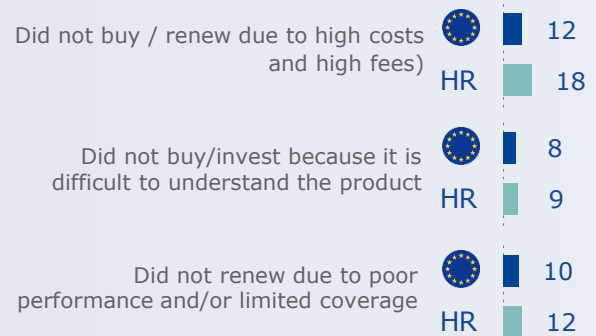 Did not buy / renew due to high costs
and high fees)
12
HR 18
Did not buy/invest because it is
difficult to understand the product
8
HR 9
Did not renew due to poor
performance and/or limited coverage
10
HR 12